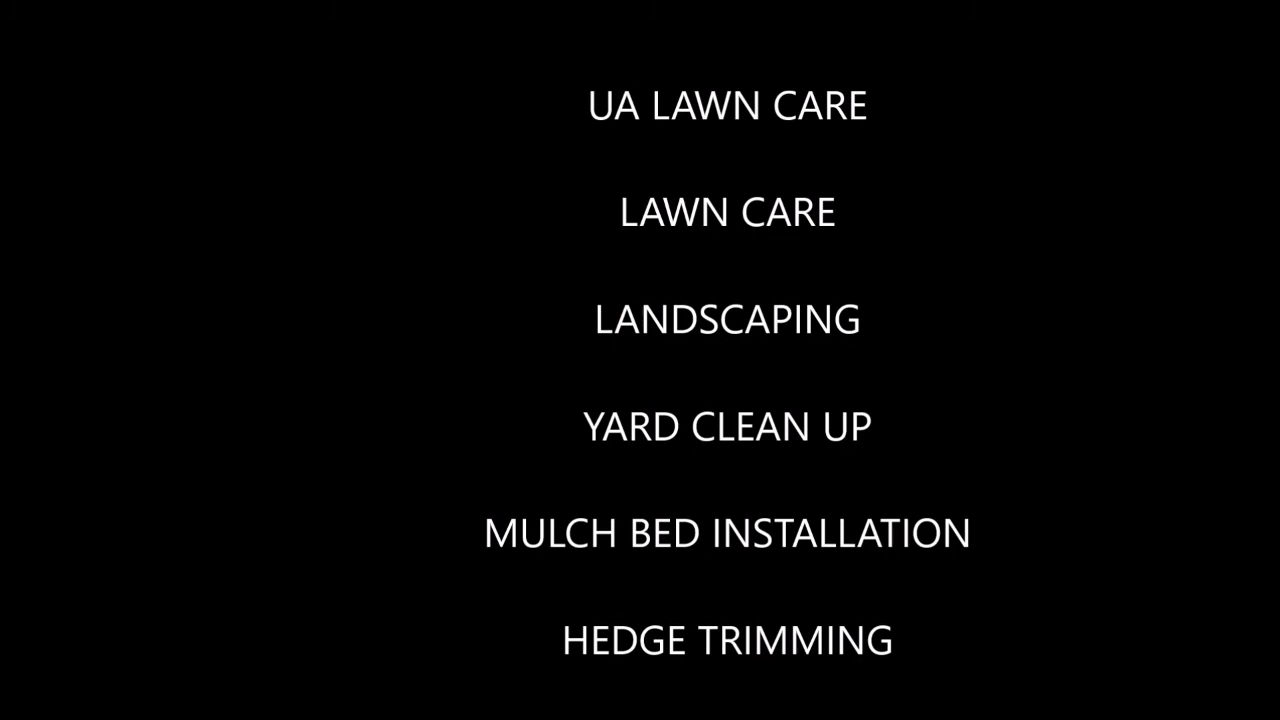 UA LAWN CARE
LAWN CARE
LANDSCAPING
YARD CLEAN UP
MULCH BED INSTALLATION
HEDGE TRIMMING